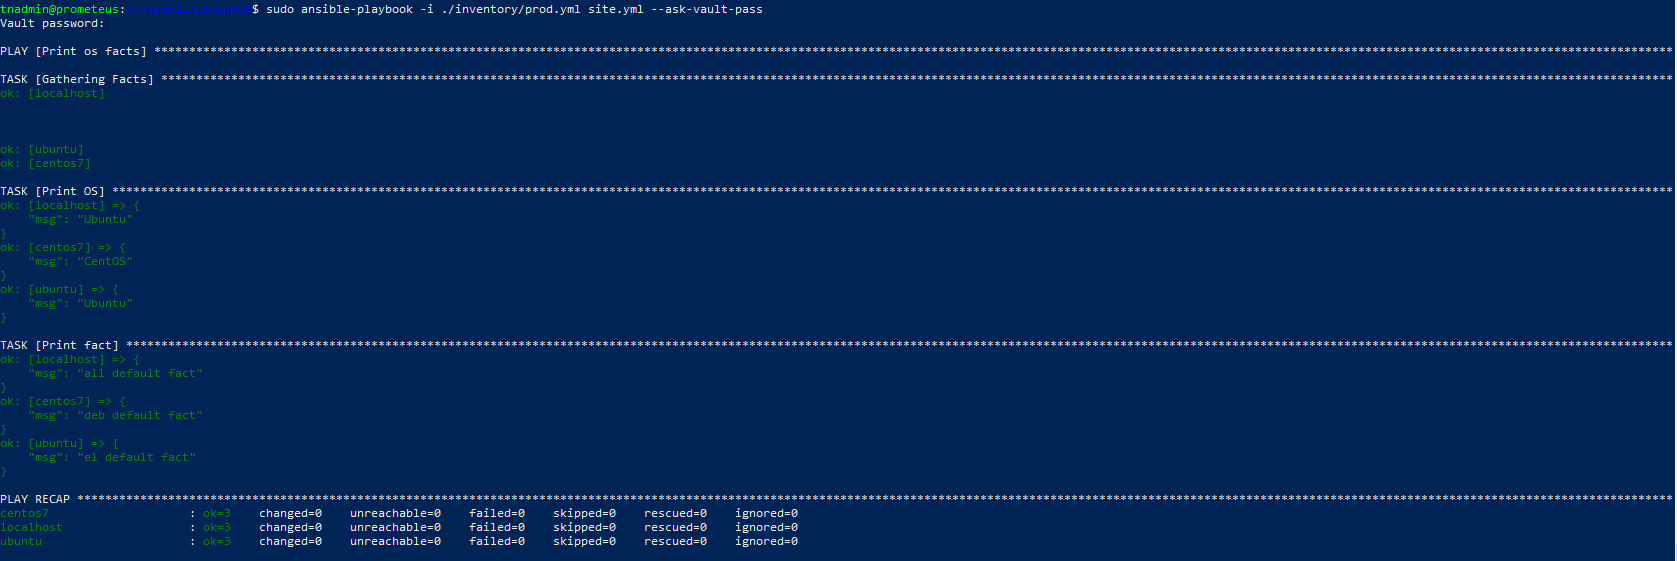 tnadmin@prometeus:~/ansible/playbook$ sudo ansible-playbook -i ./inventory/prod.yml site.yml --ask-vault-pass
Vault password:
PLAY [Print os facts] ****************************************************************************************************************************************************************************************************************************
TASK [Gathering Facts] ***************************************************************************************************************************************************************************************************************************
ok: [localhost]
ok: [ubuntu]
ok: [centos7]
TASK [Print OS] **********************************************************************************************************************************************************************************************************************************
ok: [localhost] => {
    "msg": "Ubuntu"
}
ok: [centos7] => {
    "msg": "CentOS"
}
ok: [ubuntu] => {
    "msg": "Ubuntu"
}
TASK [Print fact] ********************************************************************************************************************************************************************************************************************************
ok: [localhost] => {
    "msg": "all default fact"
}
ok: [centos7] => {
    "msg": "deb default fact"
}
ok: [ubuntu] => {
    "msg": "el default fact"
}
PLAY RECAP ***************************************************************************************************************************************************************************************************************************************
centos7                    : ok=3    changed=0    unreachable=0    failed=0    skipped=0    rescued=0    ignored=0
localhost                  : ok=3    changed=0    unreachable=0    failed=0    skipped=0    rescued=0    ignored=0
ubuntu                     : ok=3    changed=0    unreachable=0    failed=0    skipped=0    rescued=0    ignored=0